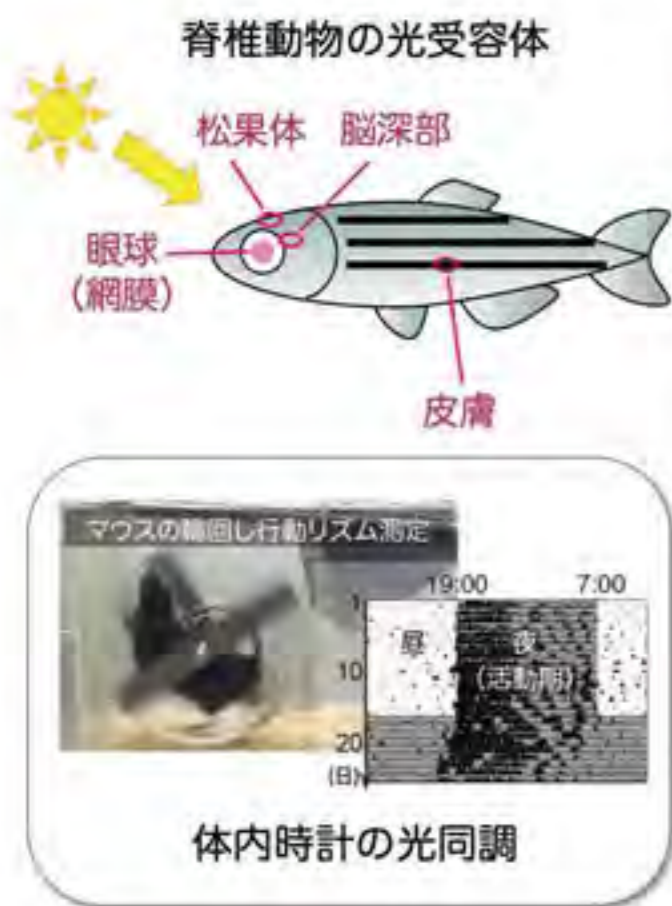 脊椎動物の光受容体
松果体 脳深部
眼球
(網膜)
皮膚
マウスの輪回し行動リズム測定
19:00 7:00
1
昼 夜
(活動期)
10
20
(日)
体内時計の光同調